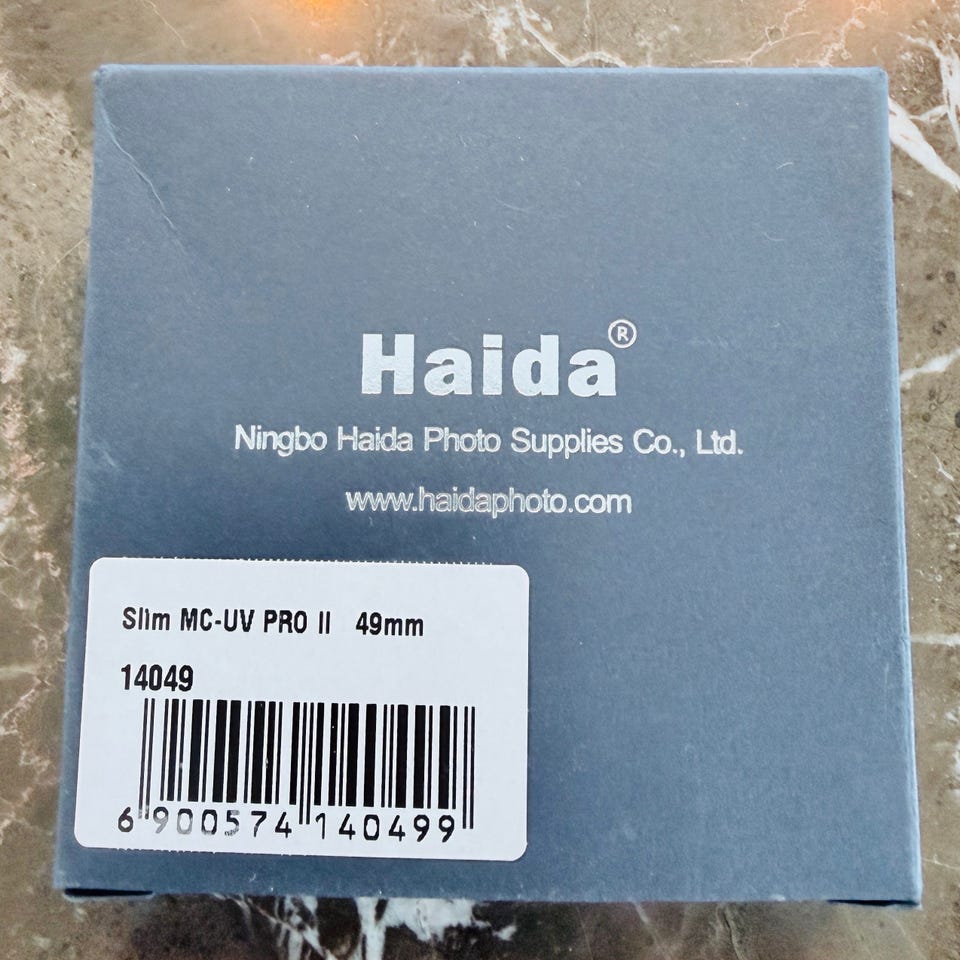 Haida®
Ningbo Haida Photo Supplies Co., Ltd.
www.haidaphoto.com
Slim MC-UV PRO II 49mm
14049
6 900574 140499